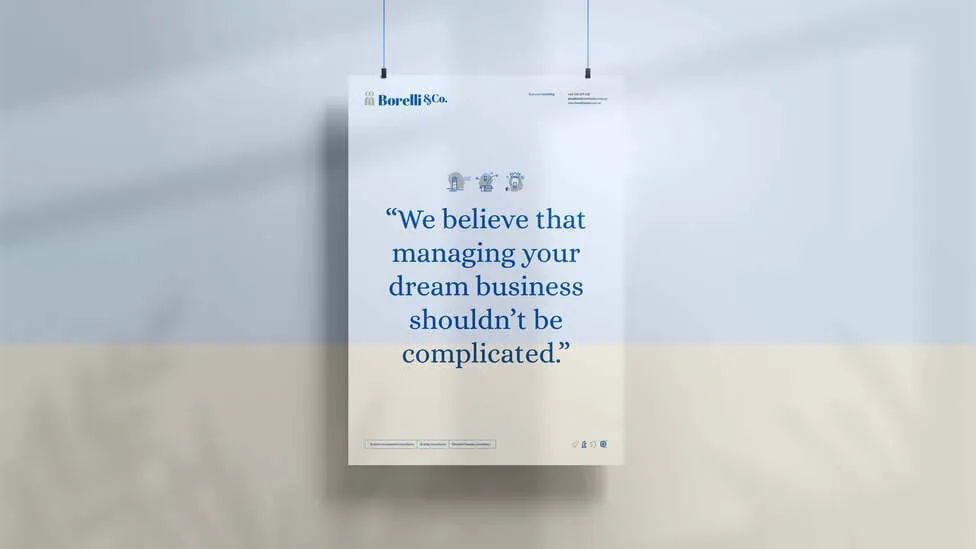 Borelli &Co.
“We believe that
managing your
dream business
shouldn’t be
complicated.”